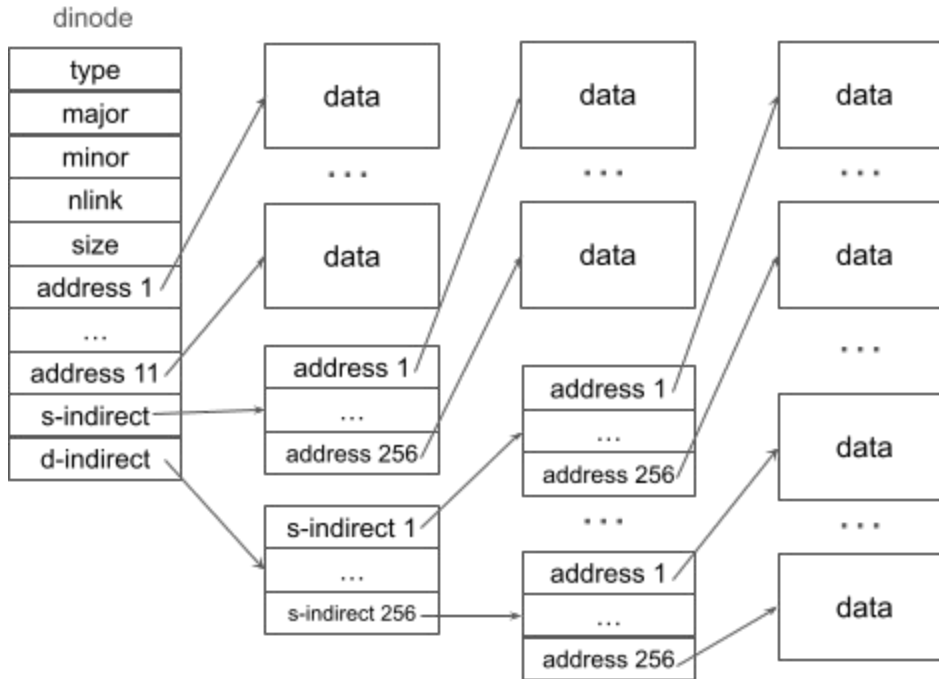 dinode
type
major
minor
nlink
size
address 1
...
address 11
s-indirect
d-indirect
data
...
data
address 1
...
address 256
s-indirect 1
...
s-indirect 256
data
...
data
address 1
...
address 256
...
address 1
...
address 256
data
...
data
...
data
...
data